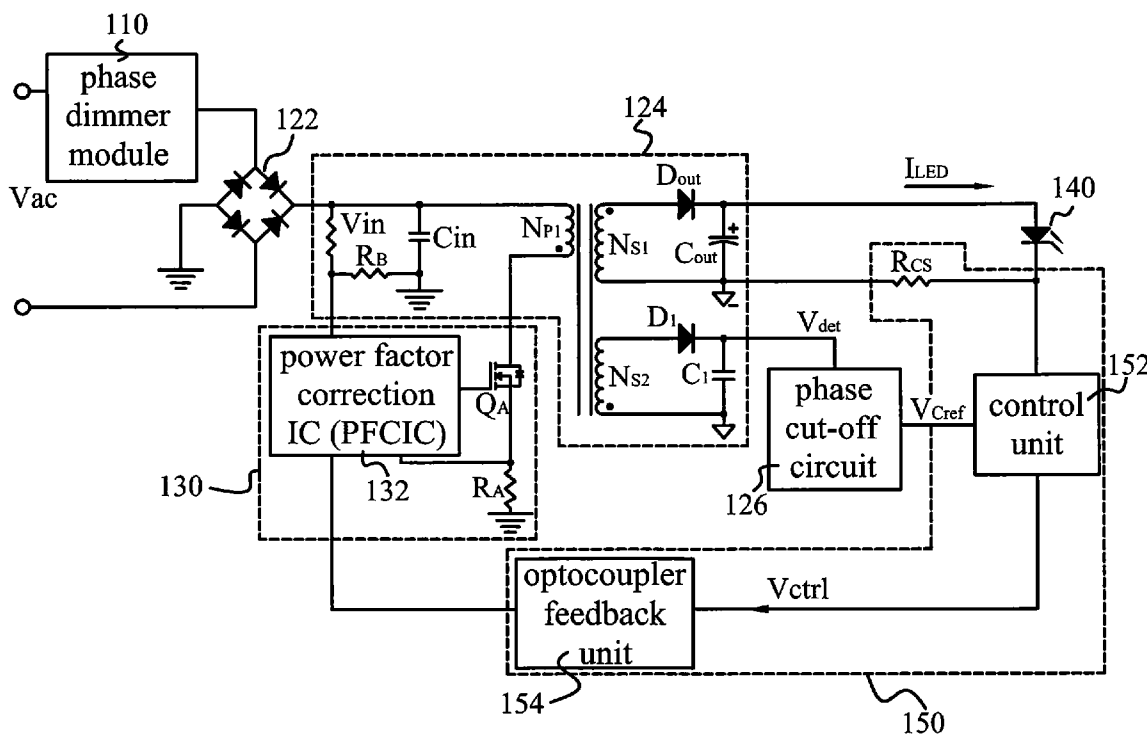 110
phase
dimmer
module
122
Vac
124
Dout
ILED
140
Vin
Cin
NP1
NS1
Cout
RCS
RB
power factor
correction
IC (PFCIC)
132
QA
D1
NS2
C1
Vdet
phase
cut-off
circuit
126
VCref
control
unit
152
130
RA
optocoupler
feedback
unit
154
Vctrl
150